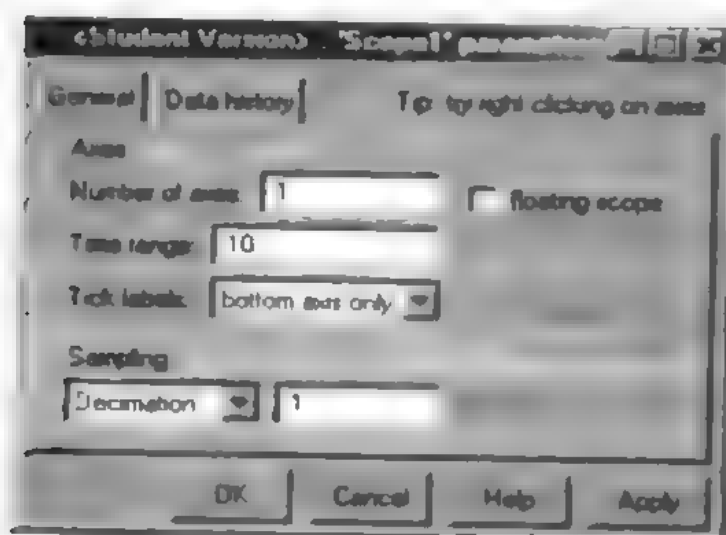 <Student Version> 'Scope1' parameters
General Data history Tip: try right clicking on axes
Axes
Number of axes: 1 floating scope
Time range: 10
Tick labels: bottom axis only
Sampling
Decimation 1
OK Cancel Help Apply